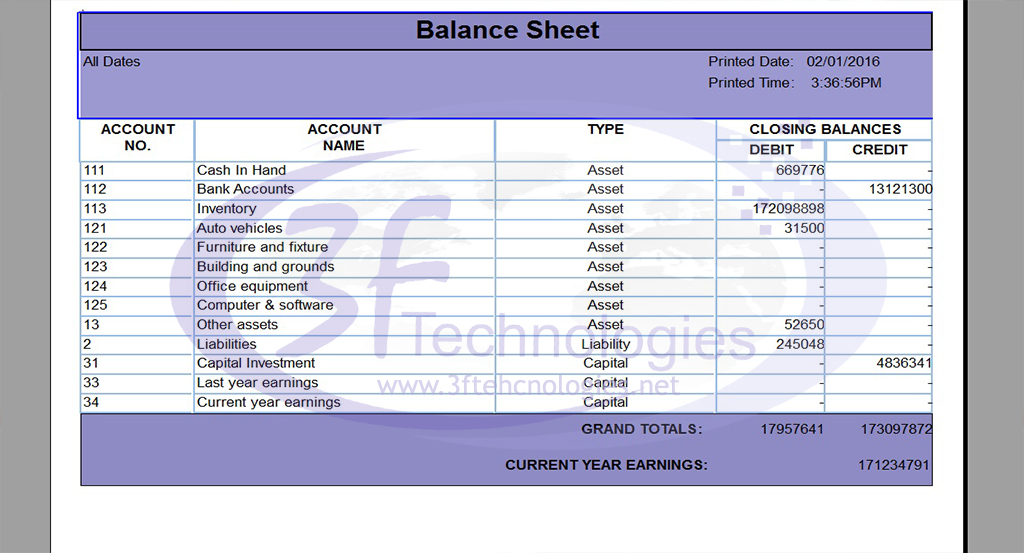 Balance Sheet
All Dates
Printed Date: 02/01/2016
Printed Time: 3:36:56PM
ACCOUNT NO. ACCOUNT NAME TYPE CLOSING BALANCES
DEBIT CREDIT
111 Cash In Hand Asset 669776 -
112 Bank Accounts Asset - 13121300
113 Inventory Asset 172098898 -
121 Auto vehicles Asset 31500 -
122 Furniture and fixture Asset - -
123 Building and grounds Asset - -
124 Office equipment Asset - -
125 Computer & software Asset - -
13 Other assets Asset 52650 -
2 Liabilities Liability 245048 -
31 Capital Investment Capital - 4836341
33 Last year earnings Capital - -
34 Current year earnings Capital - -
GRAND TOTALS: 17957641 173097872
CURRENT YEAR EARNINGS: 171234791
3f Technologies
www.3ftehcnologies.net